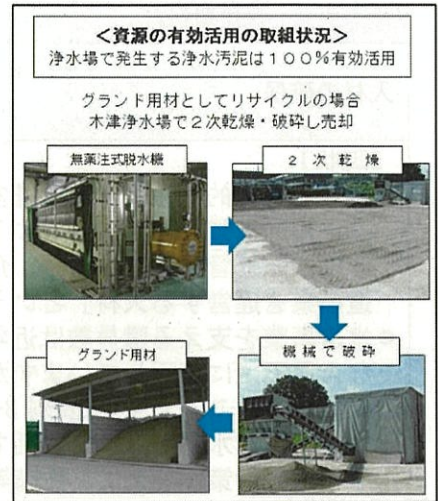 ＜資源の有効活用の取組状況＞
浄水場で発生する浄水汚泥は１００％有効活用
グランド用材としてリサイクルの場合
木津浄水場で２次乾燥・破砕し売却
無薬注式脱水機
２次乾燥
機械で破砕
グランド用材